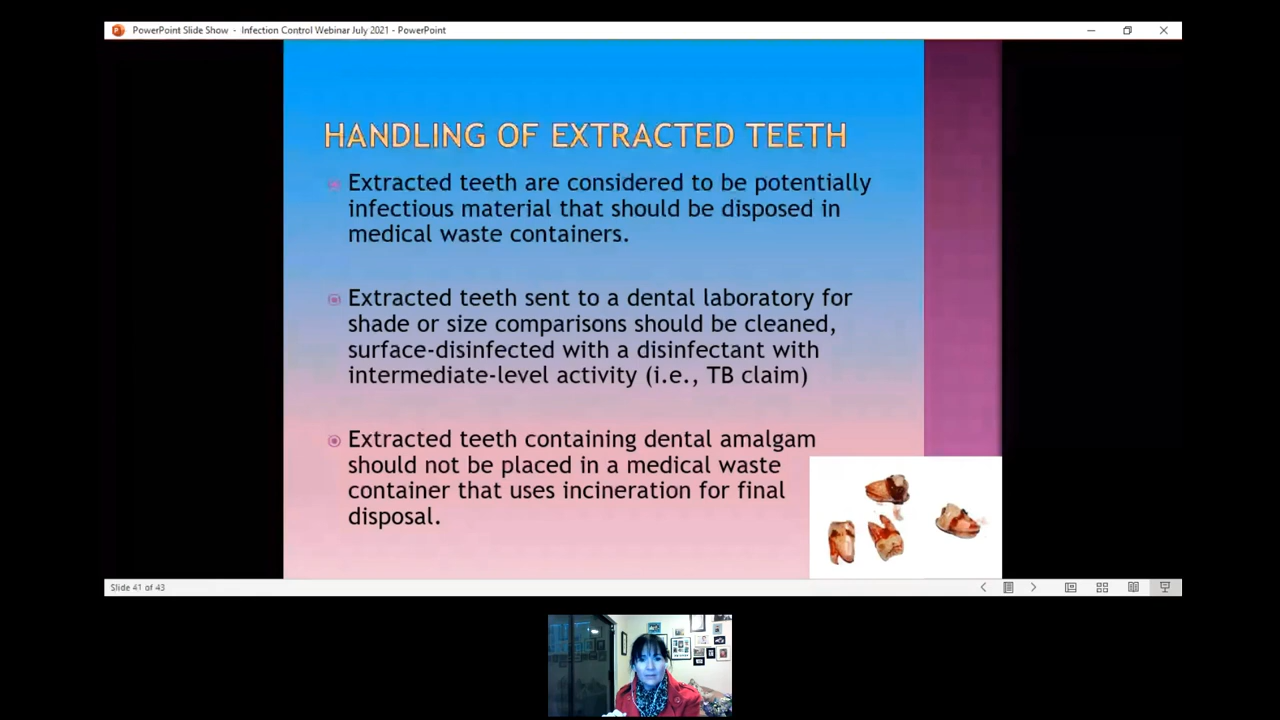 PowerPoint Slide Show - Infection Control Webinar July 2021 - PowerPoint
HANDLING OF EXTRACTED TEETH
Extracted teeth are considered to be potentially
infectious material that should be disposed in
medical waste containers.
Extracted teeth sent to a dental laboratory for
shade or size comparisons should be cleaned,
surface-disinfected with a disinfectant with
intermediate-level activity (i.e., TB claim)
Extracted teeth containing dental amalgam
should not be placed in a medical waste
container that uses incineration for final
disposal.
Slide 41 of 43